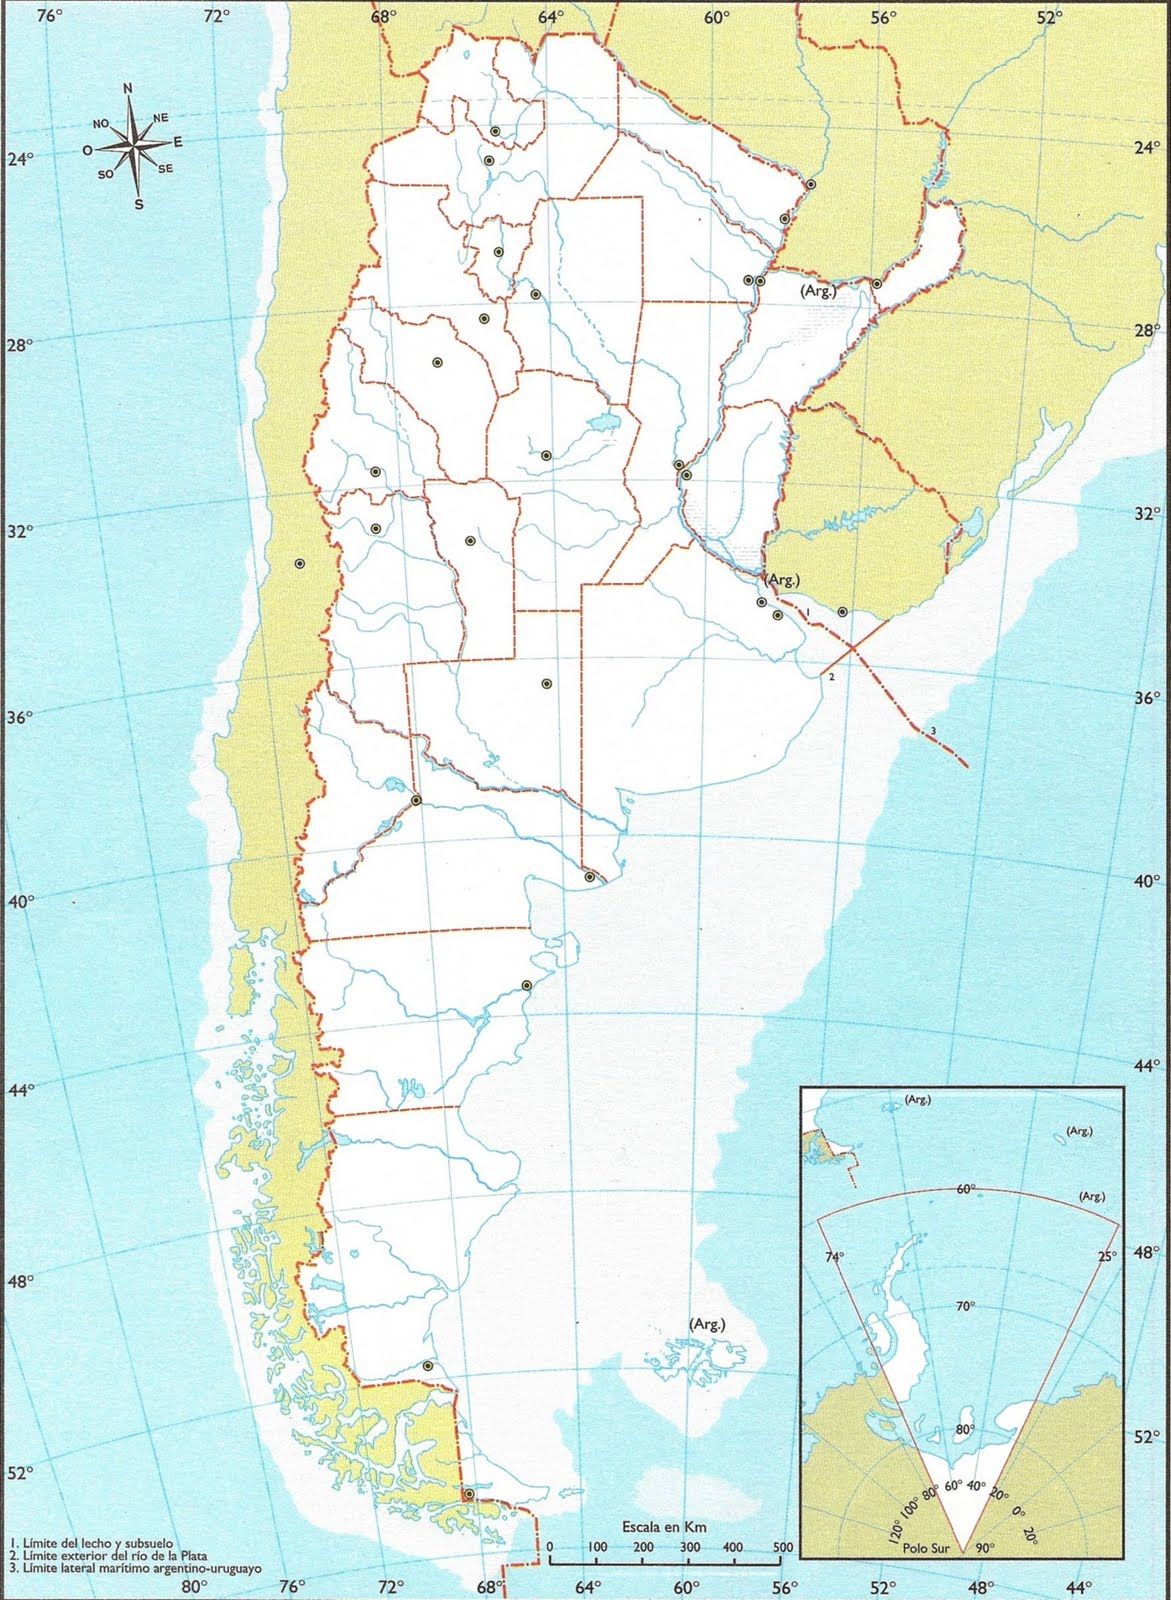 76° 72° 68° 64° 60° 56° 52°
N
NO NE
O E
SO SE
S
24° 24°
(Arg.)
28° 28°
32° 32°
(Arg.)
1
2
36° 36°
3
40° 40°
44° 44°
(Arg.)
(Arg.)
60° (Arg.)
74° 25°
48° 48°
70°
(Arg.)
80°
52° 52°
120° 100° 80° 60° 40° 20° 0° 20°
Polo Sur 90°
1. Límite del lecho y subsuelo
2. Límite exterior del río de la Plata
3. Límite lateral marítimo argentino-uruguayo
Escala en Km
0 100 200 300 400 500
80° 76° 72° 68° 64° 60° 56° 52° 48° 44°